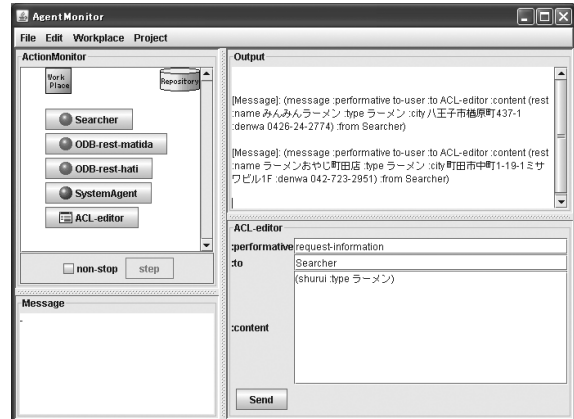 AgentMonitor
File Edit Workplace Project
ActionMonitor
Work
Place
Repository
Searcher
ODB-rest-matida
ODB-rest-hati
SystemAgent
ACL-editor
non-stop step
Message
-
Output
[Message]: (message :performative to-user :to ACL-editor :content (rest
:name みんみんラーメン :type ラーメン :city 八王子市楢原町437-1
:denwa 0426-24-2774) :from Searcher)
[Message]: (message :performative to-user :to ACL-editor :content (rest
:name ラーメンおやじ町田店 :type ラーメン :city 町田市中町1-19-1ミサ
ワビル1F :denwa 042-723-2951) :from Searcher)
ACL-editor
:performative request-information
:to Searcher
:content (shurui :type ラーメン)
Send